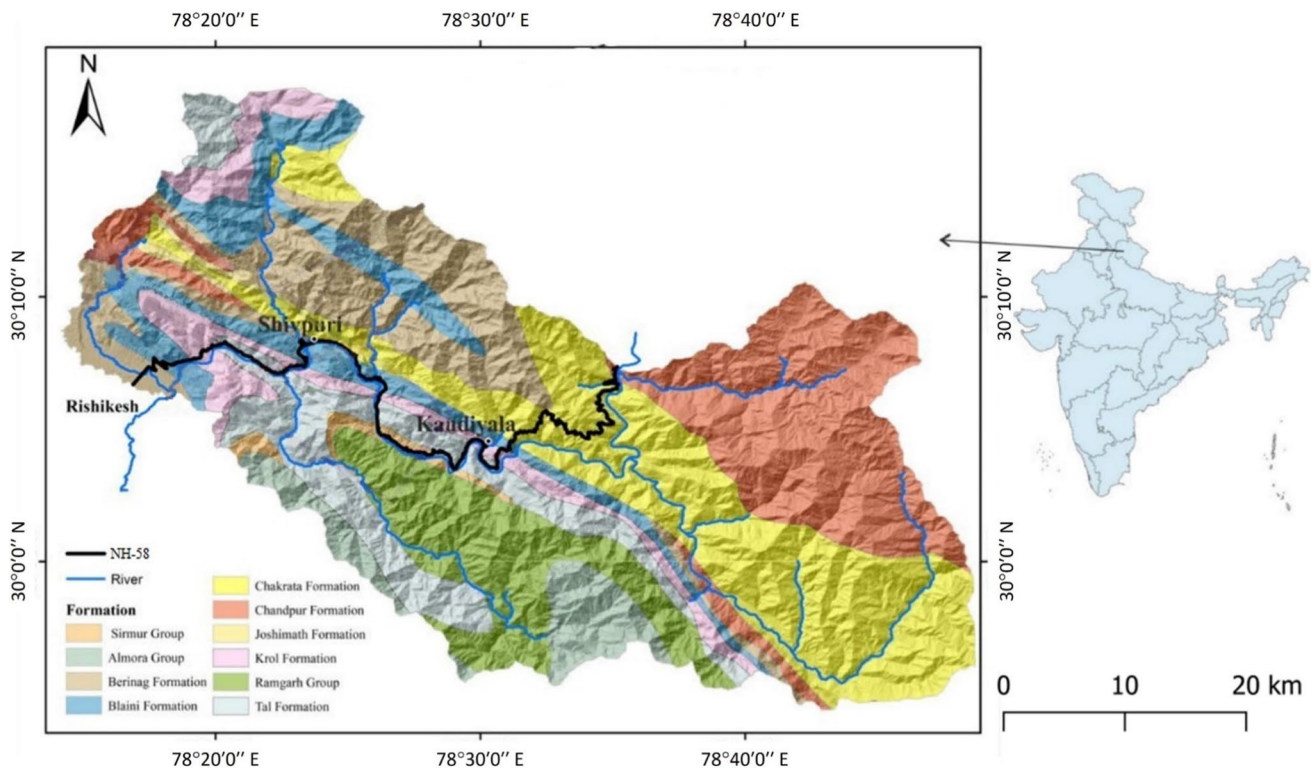 78°20'0'' E 78°30'0'' E 78°40'0'' E
N
30°10'0'' N
30°10'0'' N
Shivpuri
Rishikesh
Kaudiyala
30°0'0'' N
30°0'0'' N
NH-58
River
Formation
Sirmur Group
Almora Group
Berinag Formation
Blaini Formation
Chakrata Formation
Chandpur Formation
Joshimath Formation
Krol Formation
Ramgarh Group
Tal Formation
0 10 20 km
78°20'0'' E 78°30'0'' E 78°40'0'' E